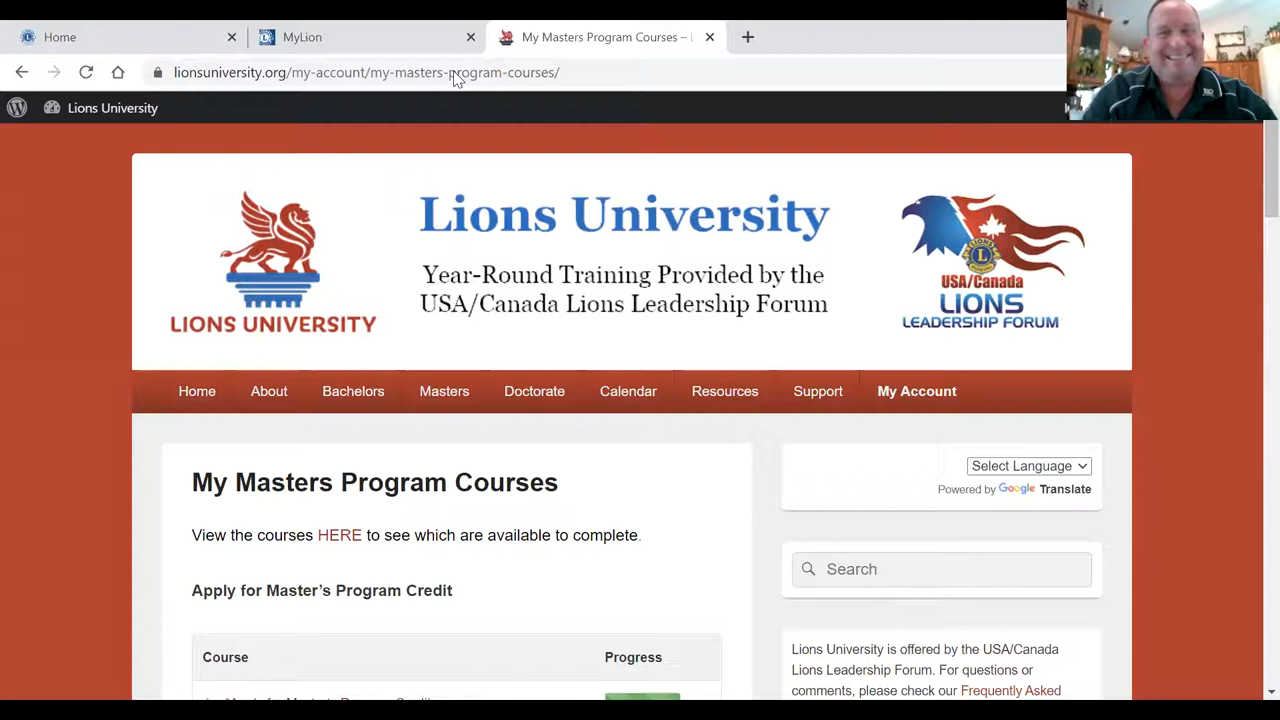 Home
MyLion
My Masters Program Courses –
lionsuniversity.org/my-account/my-masters-program-courses/
Lions University
LIONS UNIVERSITY
Lions University
Year-Round Training Provided by the
USA/Canada Lions Leadership Forum
L
USA/Canada
LIONS
LEADERSHIP FORUM
Home About Bachelors Masters Doctorate Calendar Resources Support My Account
My Masters Program Courses
View the courses HERE to see which are available to complete.
Apply for Master’s Program Credit
Course Progress
Select Language
Powered by Google Translate
Search
Lions University is offered by the USA/Canada
Lions Leadership Forum. For questions or
comments, please check our Frequently Asked